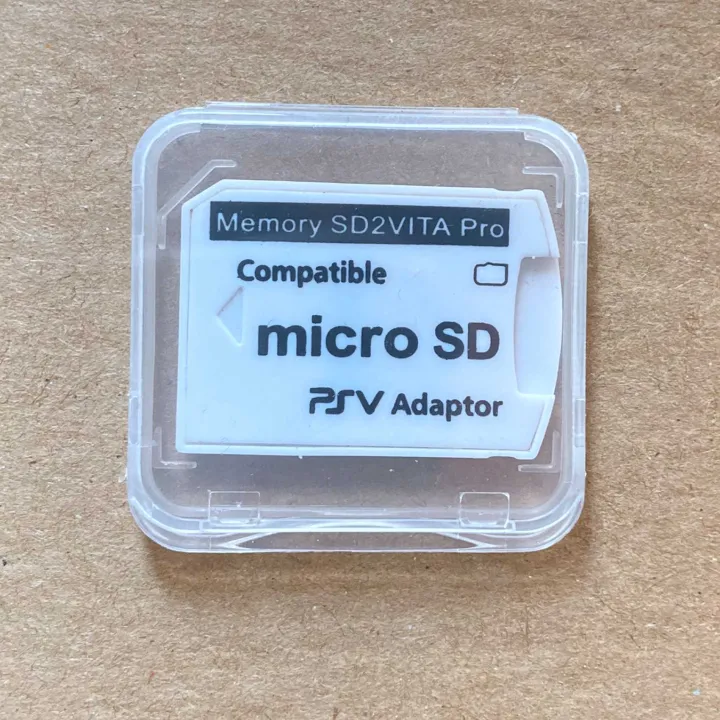 Memory SD2VITA Pro
Compatible
micro SD
PSV Adaptor